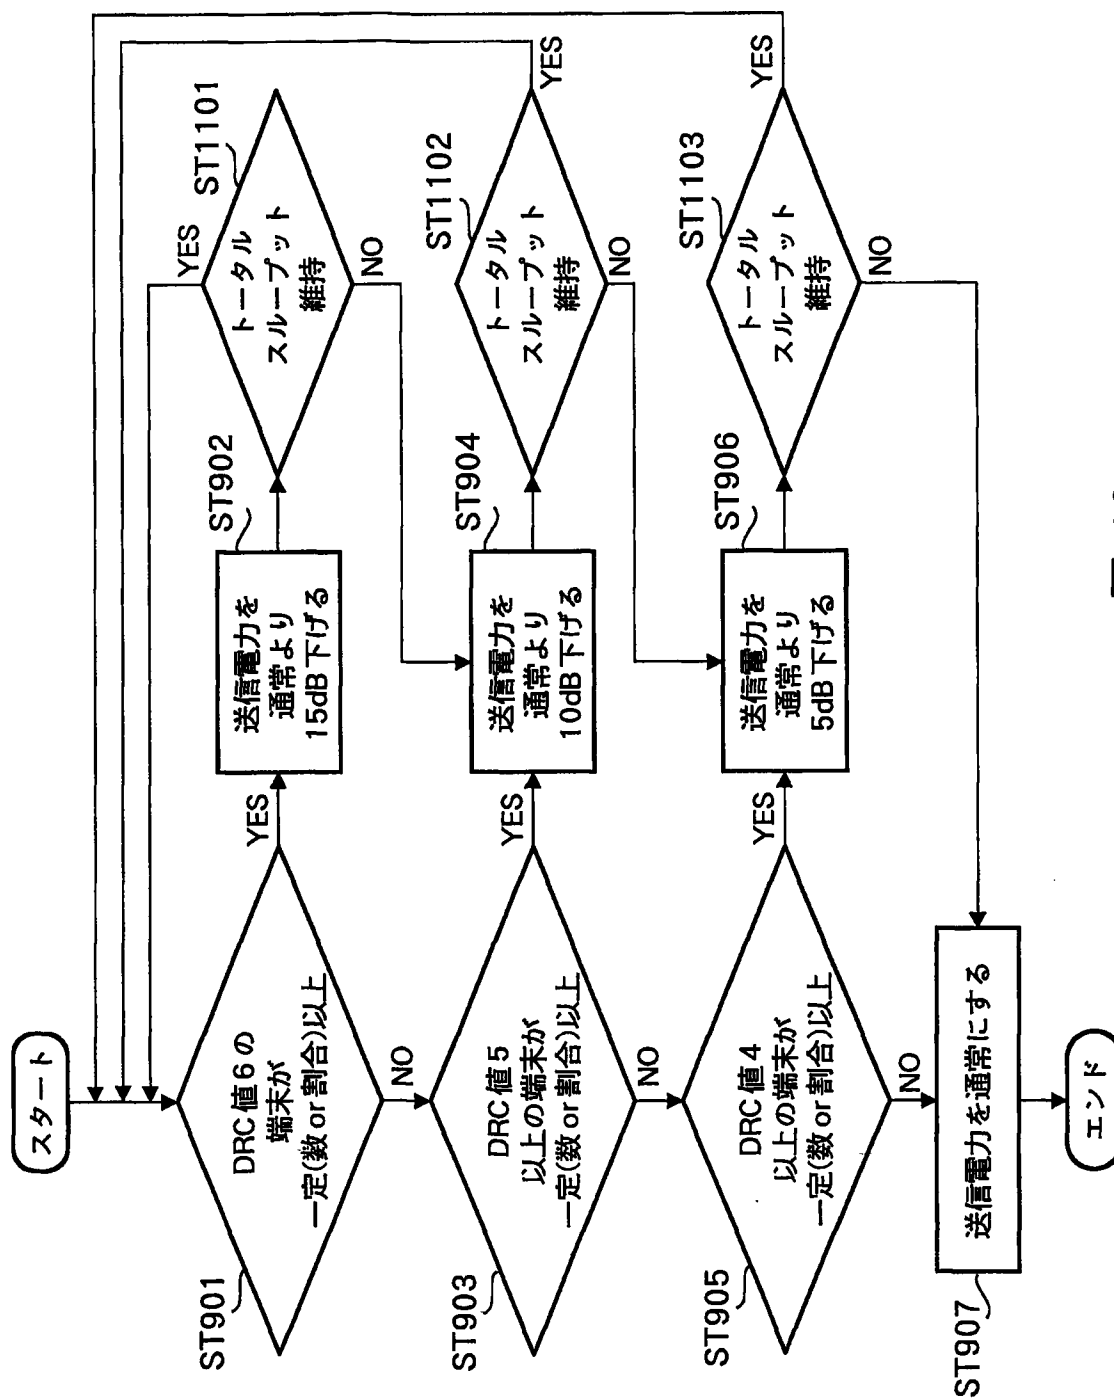 スタート
DRC値6の
端末が
一定(数or割合)以上
ST901
YES
NO
送信電力を
通常より
15dB下げる
ST902
トータル
スループット
維持
ST1101
YES
NO
DRC値5
以上の端末が
一定(数or割合)以上
ST903
YES
NO
送信電力を
通常より
10dB下げる
ST904
トータル
スループット
維持
ST1102
YES
NO
DRC値4
以上の端末が
一定(数or割合)以上
ST905
YES
NO
送信電力を
通常より
5dB下げる
ST906
トータル
スループット
維持
ST1103
YES
NO
送信電力を通常にする
ST907
エンド